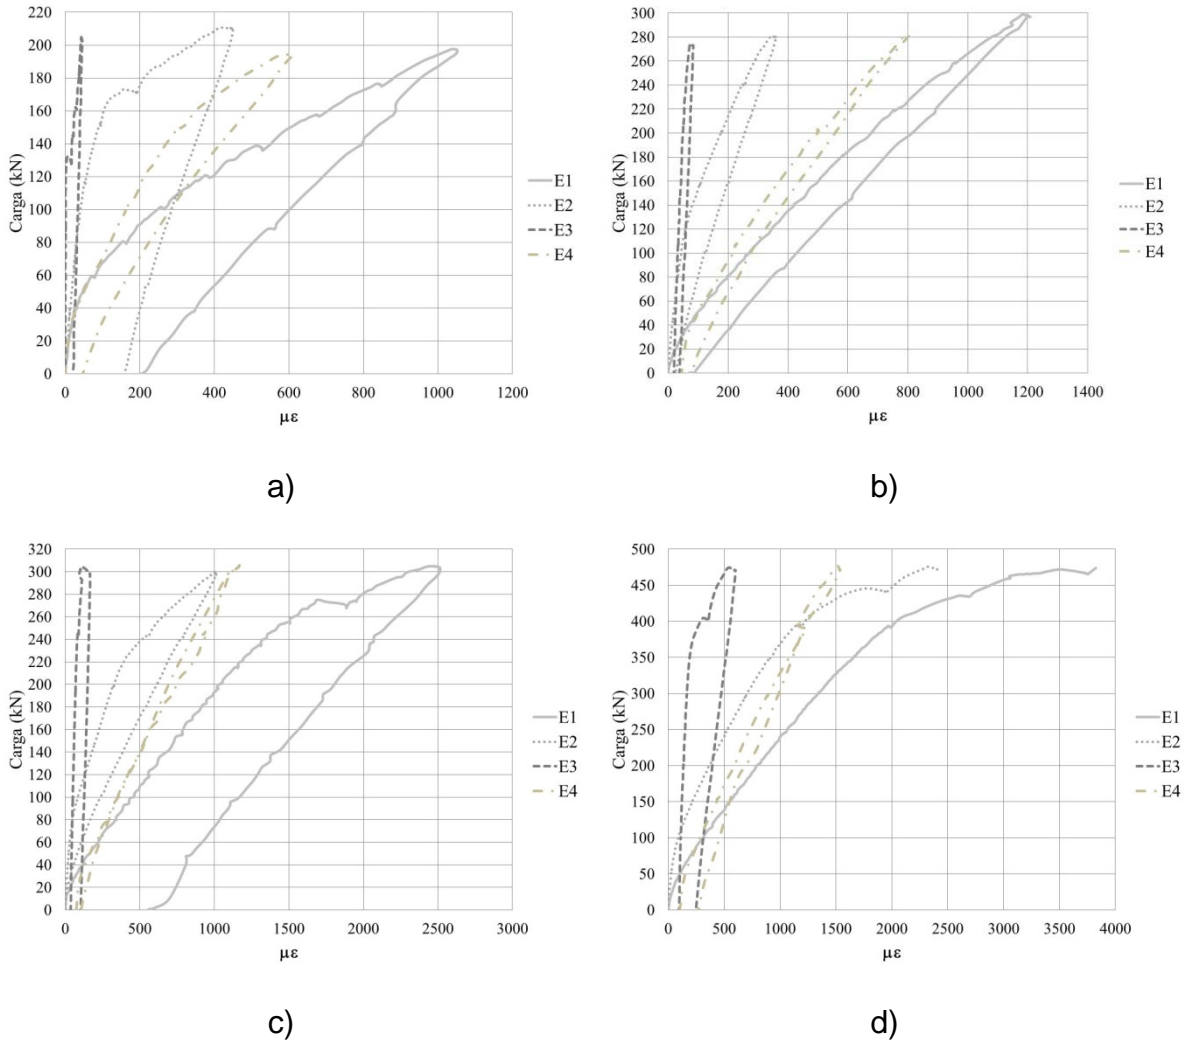 220
200
180
160
140
120
100
80
60
40
20
0
Carga (kN)
0 200 400 600 800 1000 1200
με
E1
E2
E3
E4
a)
300
280
260
240
220
200
180
160
140
120
100
80
60
40
20
0
Carga (kN)
0 200 400 600 800 1000 1200 1400
με
E1
E2
E3
E4
b)
320
300
280
260
240
220
200
180
160
140
120
100
80
60
40
20
0
Carga (kN)
0 500 1000 1500 2000 2500 3000
με
E1
E2
E3
E4
c)
500
450
400
350
300
250
200
150
100
50
0
Carga (kN)
0 500 1000 1500 2000 2500 3000 3500 4000
με
E1
E2
E3
E4
d)